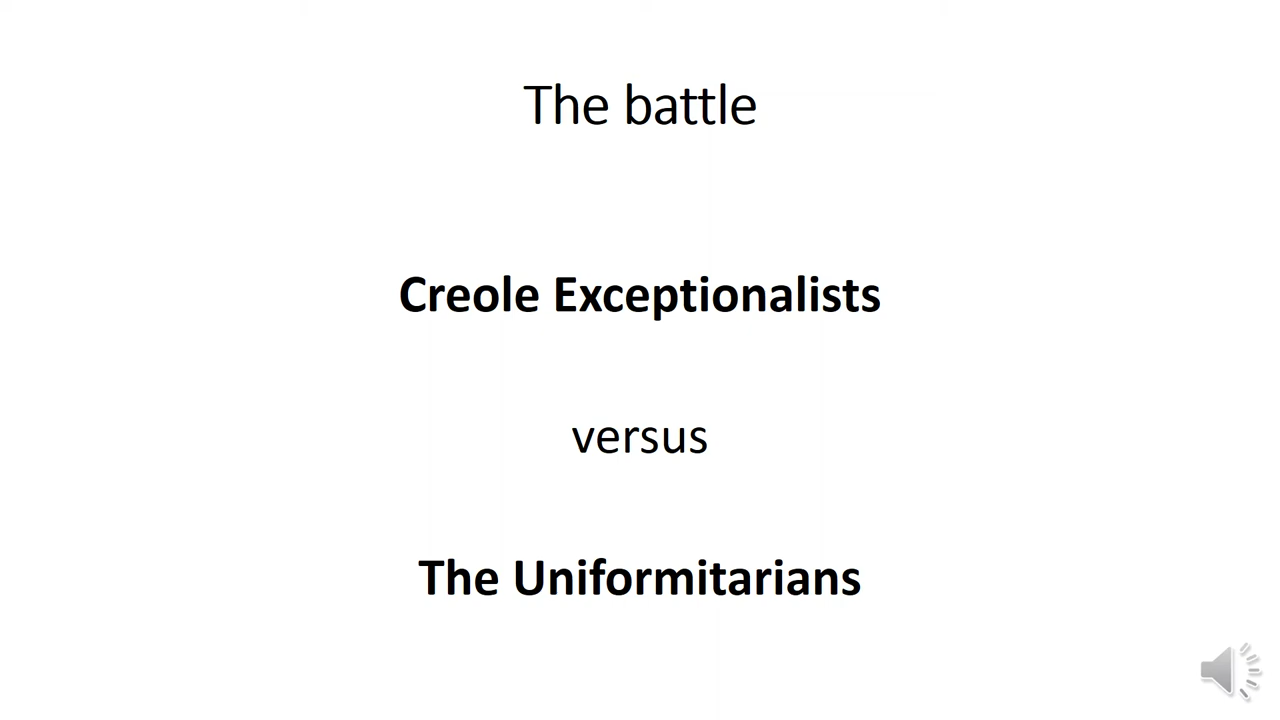 The battle
Creole Exceptionalists
versus
The Uniformitarians